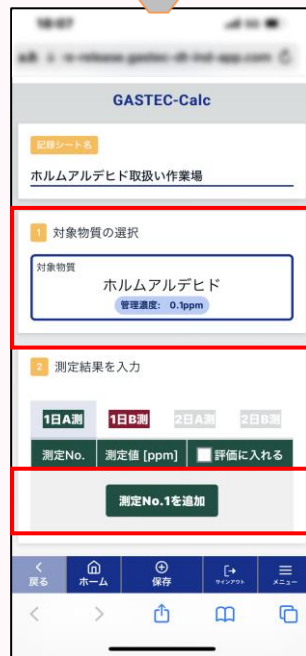 GASTEC-Calc
記録シート名
ホルムアルデヒド取扱い作業場
1 対象物質の選択
対象物質
ホルムアルデヒド
管理濃度: 0.1ppm
2 測定結果を入力
1日A測 1日B測 2日A測 2日B測
測定No. 測定値 [ppm] 評価に入れる
測定No.1を追加
戻る ホーム 保存 サインアウト メニュー